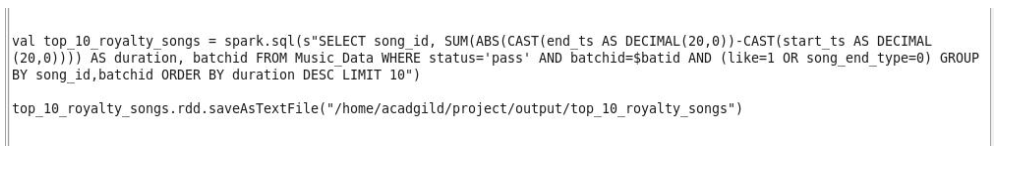 val top_10_royalty_songs = spark.sql(s"SELECT song_id, SUM(ABS(CAST(end_ts AS DECIMAL(20,0))-CAST(start_ts AS DECIMAL
(20,0)))) AS duration, batchid FROM Music_Data WHERE status='pass' AND batchid=$batid AND (like=1 OR song_end_type=0) GROUP
BY song_id,batchid ORDER BY duration DESC LIMIT 10")
top_10_royalty_songs.rdd.saveAsTextFile("/home/acadgild/project/output/top_10_royalty_songs")